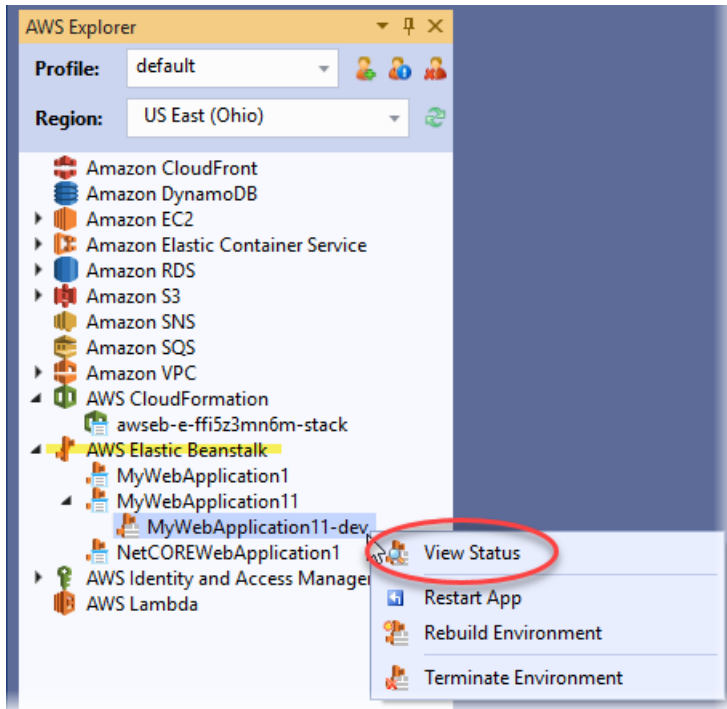 AWS Explorer
Profile: default
Region: US East (Ohio)
Amazon CloudFront
Amazon DynamoDB
Amazon EC2
Amazon Elastic Container Service
Amazon RDS
Amazon S3
Amazon SNS
Amazon SQS
Amazon VPC
AWS CloudFormation
awseb-e-ffi5z3mn6m-stack
AWS Elastic Beanstalk
MyWebApplication1
MyWebApplication11
MyWebApplication11-dev
NetCOREWebApplication1
AWS Identity and Access Manager
AWS Lambda
View Status
Restart App
Rebuild Environment
Terminate Environment